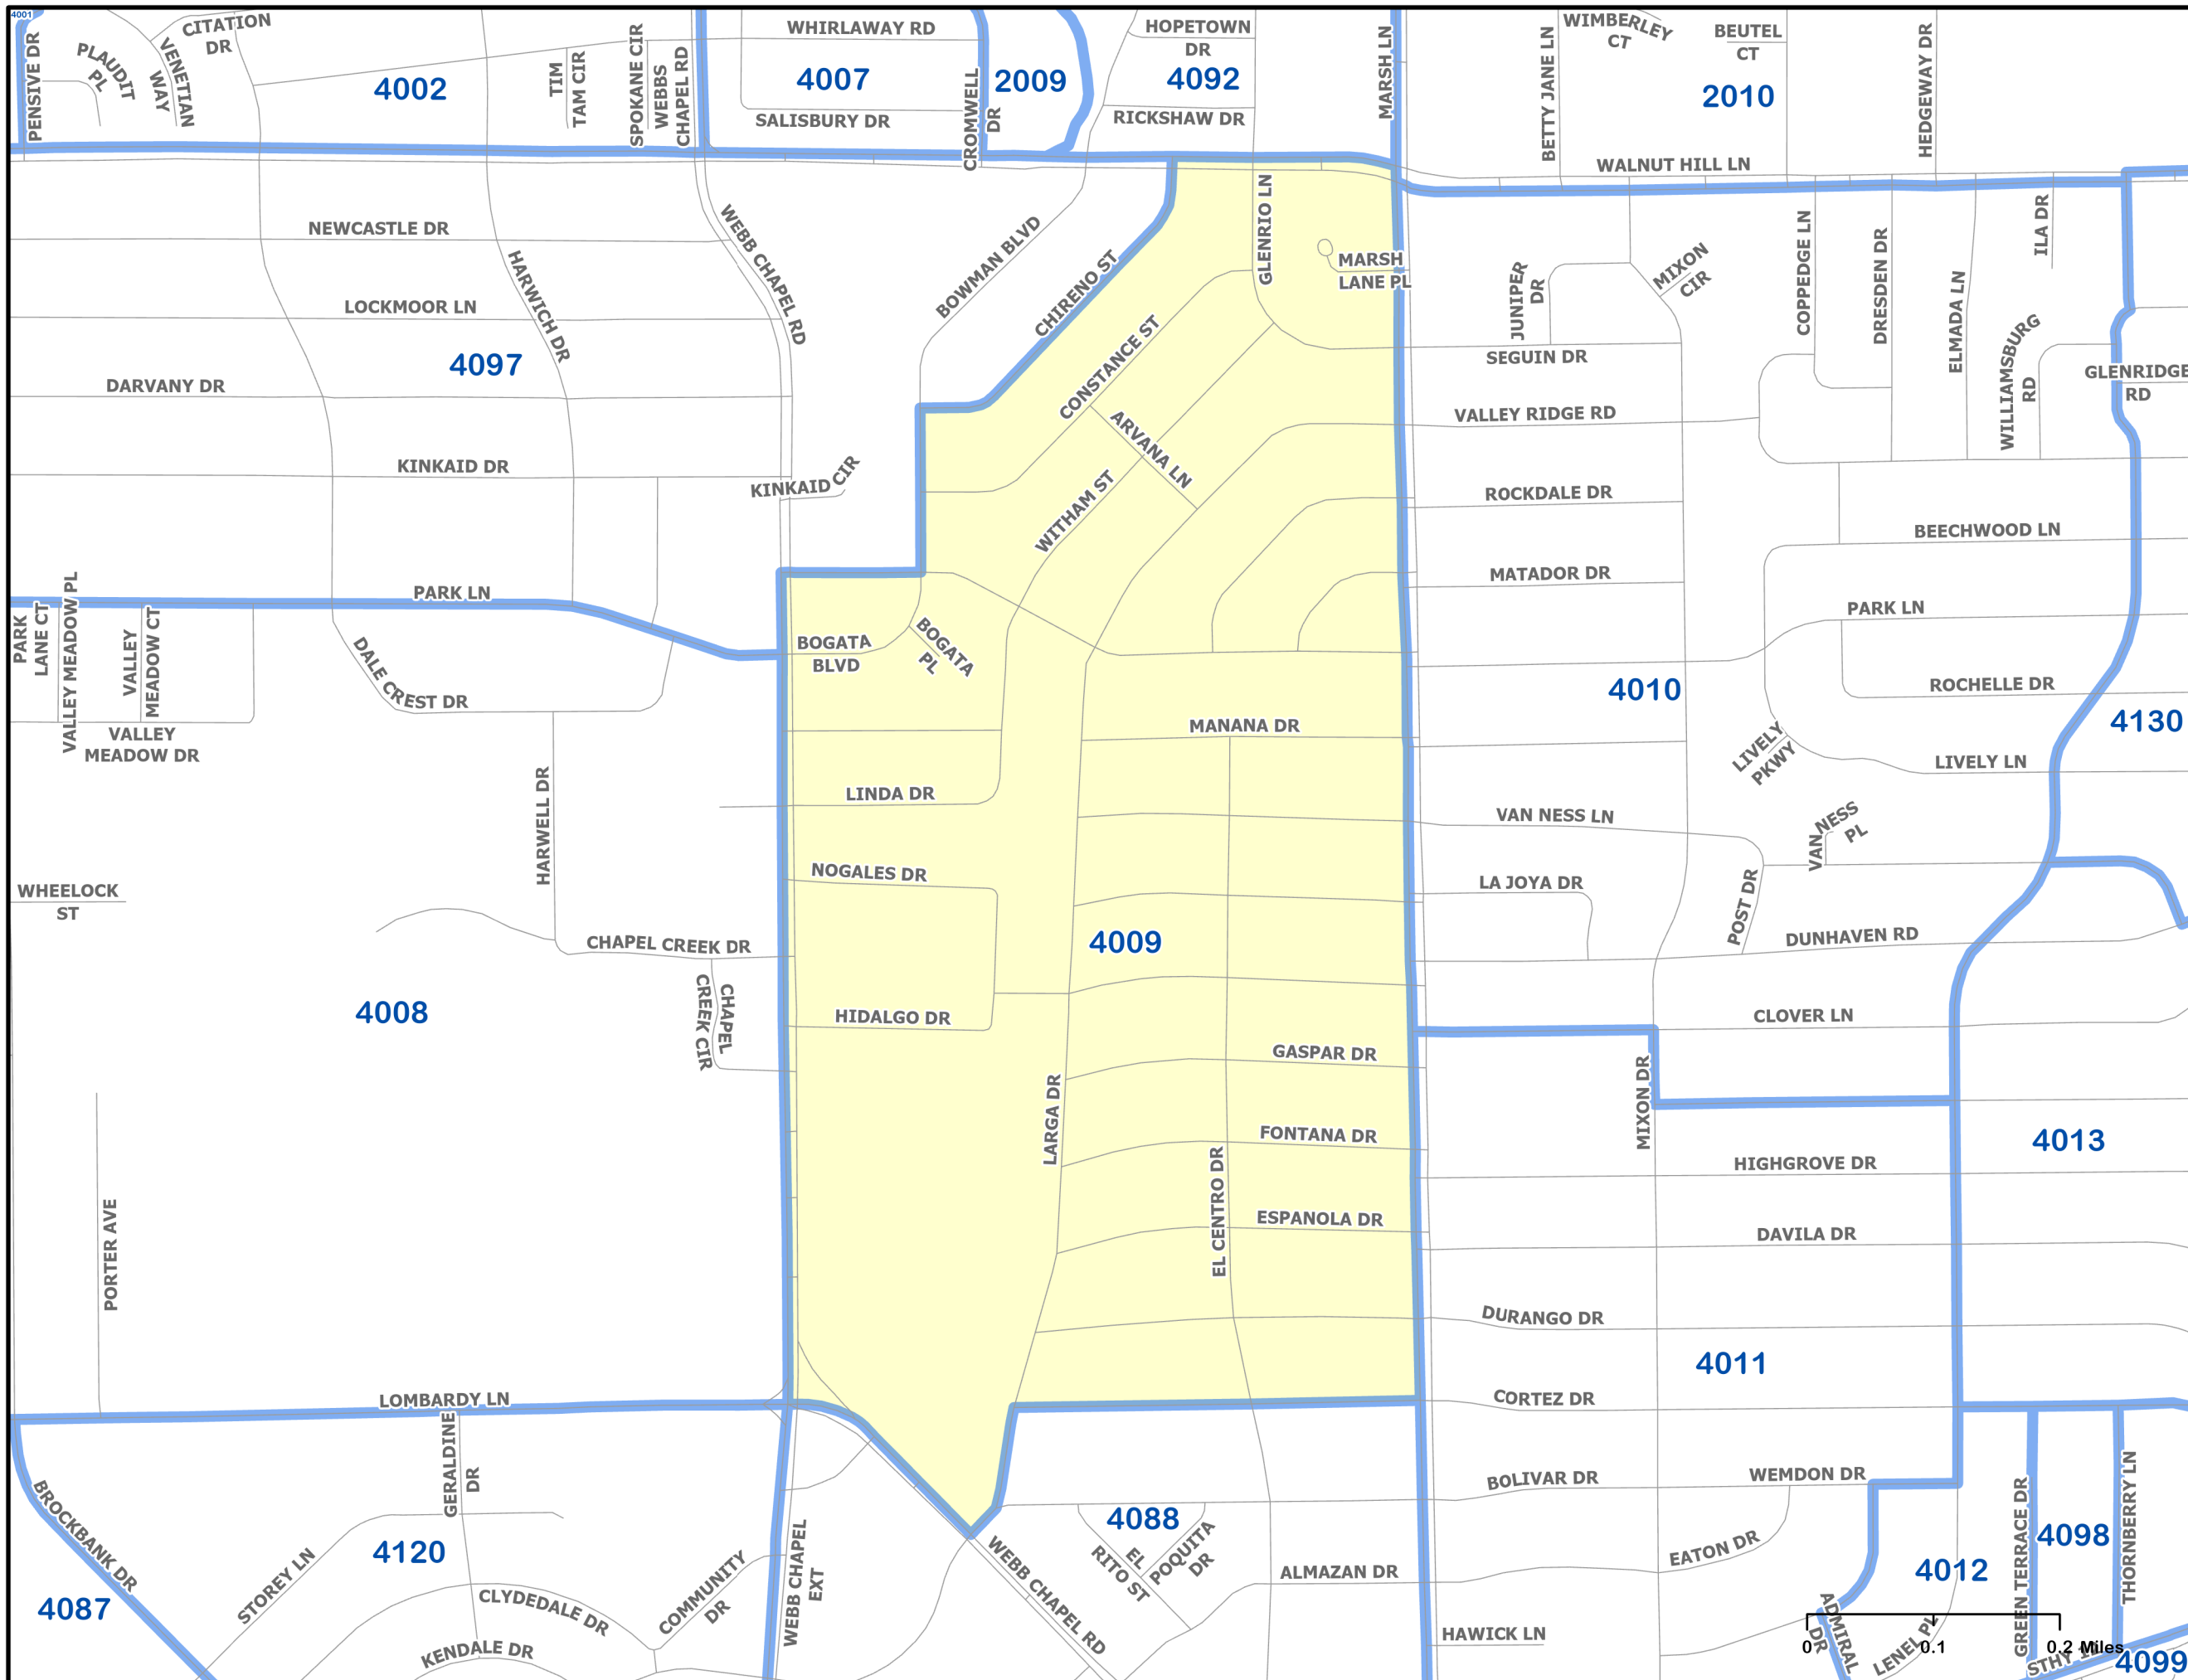 4001
CITATION
DR
PENSIVE DR
PLAUDIT
PL
VENETIAN
WAY
4002
TIM
TAM CIR
SPOKANE CIR
WEBBS
CHAPEL RD
WHIRLAWAY RD
4007
SALISBURY DR
CROMWELL
DR
2009
HOPETOWN
DR
4092
RICKSHAW DR
MARSH LN
BETTY JANE LN
WIMBERLEY
CT
BEUTEL
CT
2010
HEDGEWAY DR
WALNUT HILL LN
NEWCASTLE DR
HARWICH DR
WEBB CHAPEL RD
LOCKMOOR LN
4097
DARVANY DR
KINKAID DR
KINKAID CIR
BOWMAN BLVD
CHIRENO ST
GLENRIO LN
MARSH
LANE PL
CONSTANCE ST
ARVANA LN
WITHAM ST
JUNIPER
DR
MIXON
CIR
COPPEDGE LN
DRESDEN DR
ELMADA LN
ILA DR
WILLIAMSBURG
RD
GLENRIDGE
RD
SEGUIN DR
VALLEY RIDGE RD
ROCKDALE DR
BEECHWOOD LN
MATADOR DR
PARK LN
PARK LN
PARK
LANE CT
VALLEY MEADOW PL
VALLEY
MEADOW CT
VALLEY
MEADOW DR
DALE CREST DR
BOGATA
BLVD
BOGATA
PL
4010
ROCHELLE DR
4130
MANANA DR
LIVELY
PKWY
LIVELY LN
HARWELL DR
LINDA DR
VAN NESS LN
VAN NESS
PL
NOGALES DR
LA JOYA DR
POST DR
WHEELOCK
ST
4009
CHAPEL CREEK DR
DUNHAVEN RD
CHAPEL
CREEK CIR
4008
HIDALGO DR
CLOVER LN
GASPAR DR
MIXON DR
LARGA DR
FONTANA DR
4013
HIGHGROVE DR
PORTER AVE
EL CENTRO DR
ESPANOLA DR
DAVILA DR
DURANGO DR
4011
LOMBARDY LN
CORTEZ DR
GERALDINE
DR
BROCKBANK DR
BOLIVAR DR
WEMDON DR
4088
EL
RITO ST
POQUITA
DR
4120
STOREY LN
WEBB CHAPEL
EXT
WEBB CHAPEL RD
COMMUNITY
DR
CLYDEDALE DR
KENDALE DR
4087
ALMAZAN DR
EATON DR
HAWICK LN
4012
GREEN TERRACE DR
4098
THORNBERRY LN
ADMIRAL
DR
LENEL PL
0 0.1 0.2 Miles
4099